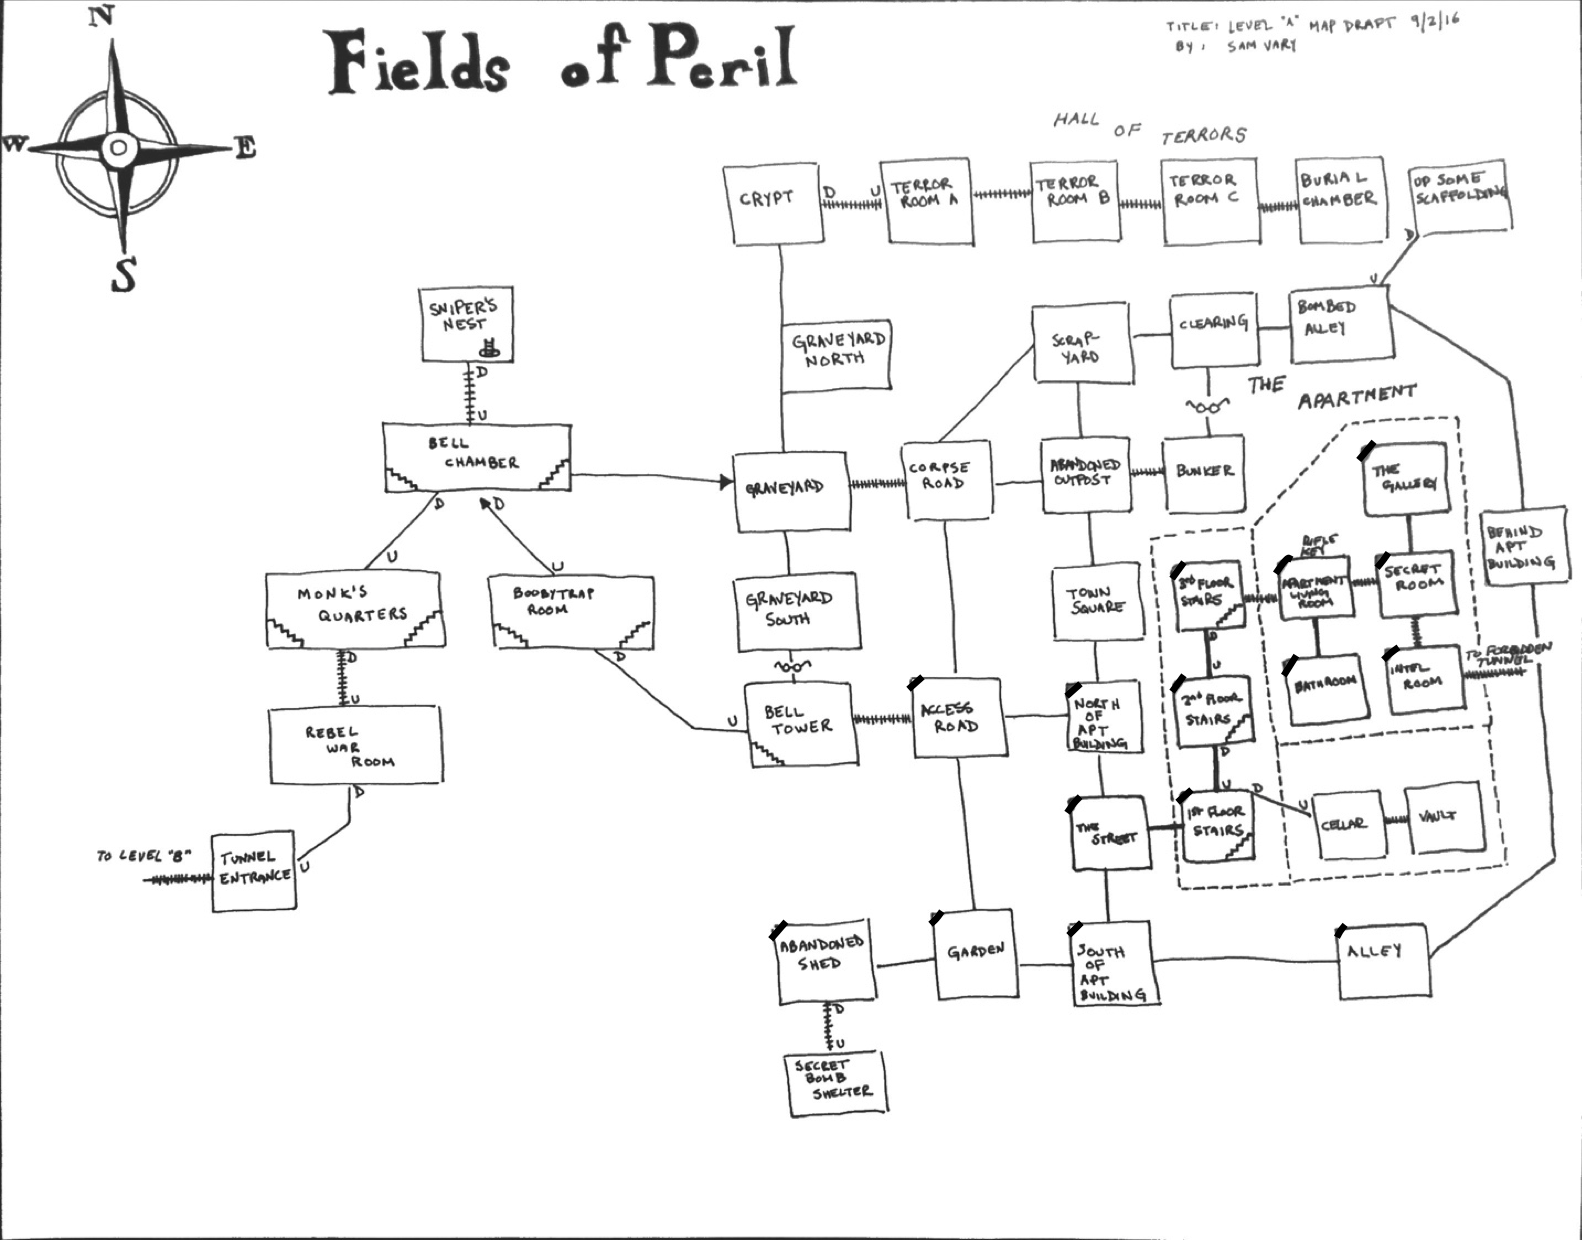 N
W
E
S
Fields of Peril
TITLE: LEVEL "A" MAP DRAFT 9/2/16
BY: SAM VARY
HALL OF TERRORS
CRYPT
D
U
TERROR
ROOM A
TERROR
ROOM B
TERROR
ROOM C
BURIAL
CHAMBER
UP SOME
SCAFFOLDING
D
U
SNIPER'S
NEST
D
U
GRAVEYARD
NORTH
SCRAP-
YARD
CLEARING
BOMBED
ALLEY
THE APARTMENT
BELL
CHAMBER
D
D
GRAVEYARD
CORPSE
ROAD
ABANDONED
OUTPOST
BUNKER
THE
GALLERY
BEHIND
APT
BUILDING
U
U
MONK'S
QUARTERS
BOOBYTRAP
ROOM
GRAVEYARD
SOUTH
TOWN
SQUARE
3rd FLOOR
STAIRS
RIFLE
KEY
APARTMENT
LIVING
ROOM
SECRET
ROOM
D
D
D
U
U
U
REBEL
WAR
ROOM
D
BELL
TOWER
ACCESS
ROAD
NORTH
OF
APT
BUILDING
2nd FLOOR
STAIRS
BATHROOM
INTEL
ROOM
TO FORBIDDEN
TUNNEL
D
U
D
U
TO LEVEL "B"
TUNNEL
ENTRANCE
U
THE
STREET
1ST FLOOR
STAIRS
CELLAR
VAULT
ABANDONED
SHED
GARDEN
SOUTH
OF
APT
BUILDING
ALLEY
D
U
SECRET
BOMB
SHELTER